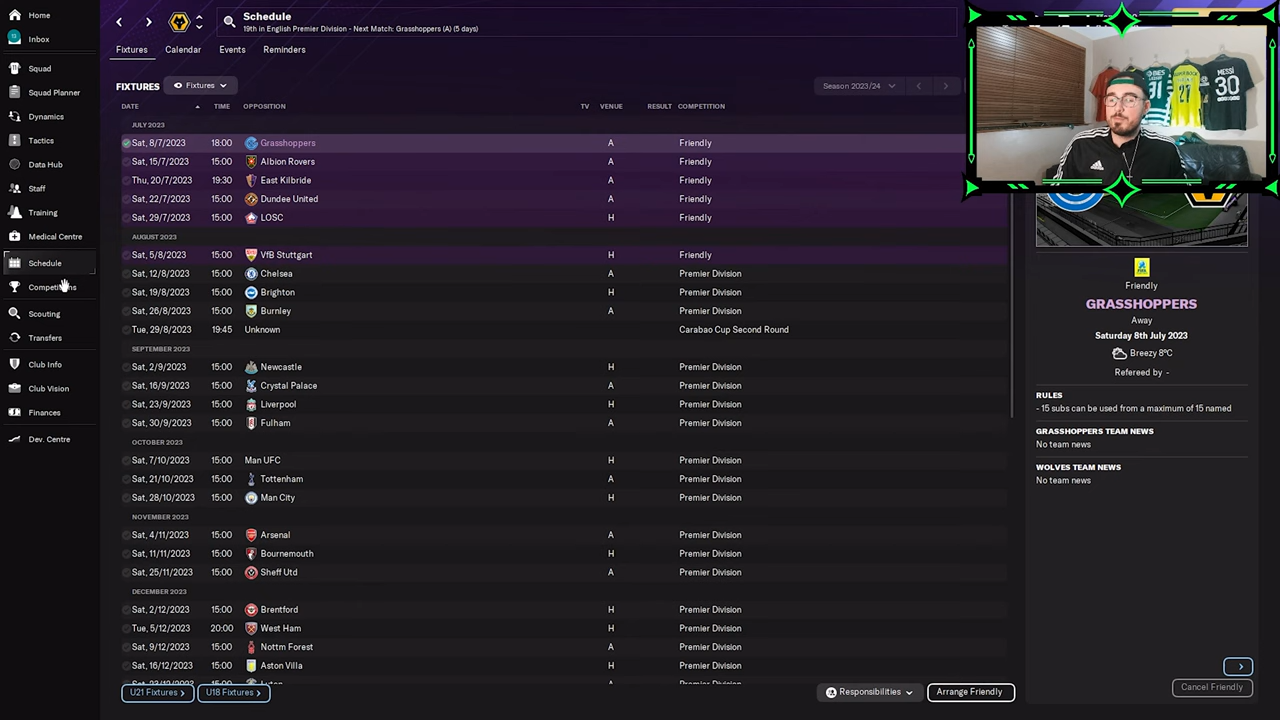 Home
Inbox
Squad
Squad Planner
Dynamics
Tactics
Data Hub
Staff
Training
Medical Centre
Schedule
Competitions
Scouting
Transfers
Club Info
Club Vision
Finances
Dev. Centre
Schedule
19th in English Premier Division - Next Match: Grasshoppers (A) (5 days)
Fixtures Calendar Events Reminders
FIXTURES Fixtures Season 2023/24
DATE TIME OPPOSITION TV VENUE RESULT COMPETITION
JULY 2023
Sat, 8/7/2023 18:00 Grasshoppers A Friendly
Sat, 15/7/2023 15:00 Albion Rovers A Friendly
Thu, 20/7/2023 19:30 East Kilbride A Friendly
Sat, 22/7/2023 15:00 Dundee United A Friendly
Sat, 29/7/2023 15:00 LOSC H Friendly
AUGUST 2023
Sat, 5/8/2023 15:00 VfB Stuttgart H Friendly
Sat, 12/8/2023 15:00 Chelsea A Premier Division
Sat, 19/8/2023 15:00 Brighton H Premier Division
Sat, 26/8/2023 15:00 Burnley A Premier Division
Tue, 29/8/2023 19:45 Unknown Carabao Cup Second Round
SEPTEMBER 2023
Sat, 2/9/2023 15:00 Newcastle H Premier Division
Sat, 16/9/2023 15:00 Crystal Palace A Premier Division
Sat, 23/9/2023 15:00 Liverpool H Premier Division
Sat, 30/9/2023 15:00 Fulham A Premier Division
OCTOBER 2023
Sat, 7/10/2023 15:00 Man UFC H Premier Division
Sat, 21/10/2023 15:00 Tottenham A Premier Division
Sat, 28/10/2023 15:00 Man City H Premier Division
NOVEMBER 2023
Sat, 4/11/2023 15:00 Arsenal A Premier Division
Sat, 11/11/2023 15:00 Bournemouth H Premier Division
Sat, 25/11/2023 15:00 Sheff Utd A Premier Division
DECEMBER 2023
Sat, 2/12/2023 15:00 Brentford H Premier Division
Tue, 5/12/2023 20:00 West Ham H Premier Division
Sat, 9/12/2023 15:00 Nottm Forest A Premier Division
Sat, 16/12/2023 15:00 Aston Villa H Premier Division
U21 Fixtures > U18 Fixtures > Responsibilities Arrange Friendly
31
27
MESSI
30
Friendly
GRASSHOPPERS
Away
Saturday 8th July 2023
Breezy 8°C
Refereed by -
RULES
- 15 subs can be used from a maximum of 15 named
GRASSHOPPERS TEAM NEWS
No team news
WOLVES TEAM NEWS
No team news
Cancel Friendly